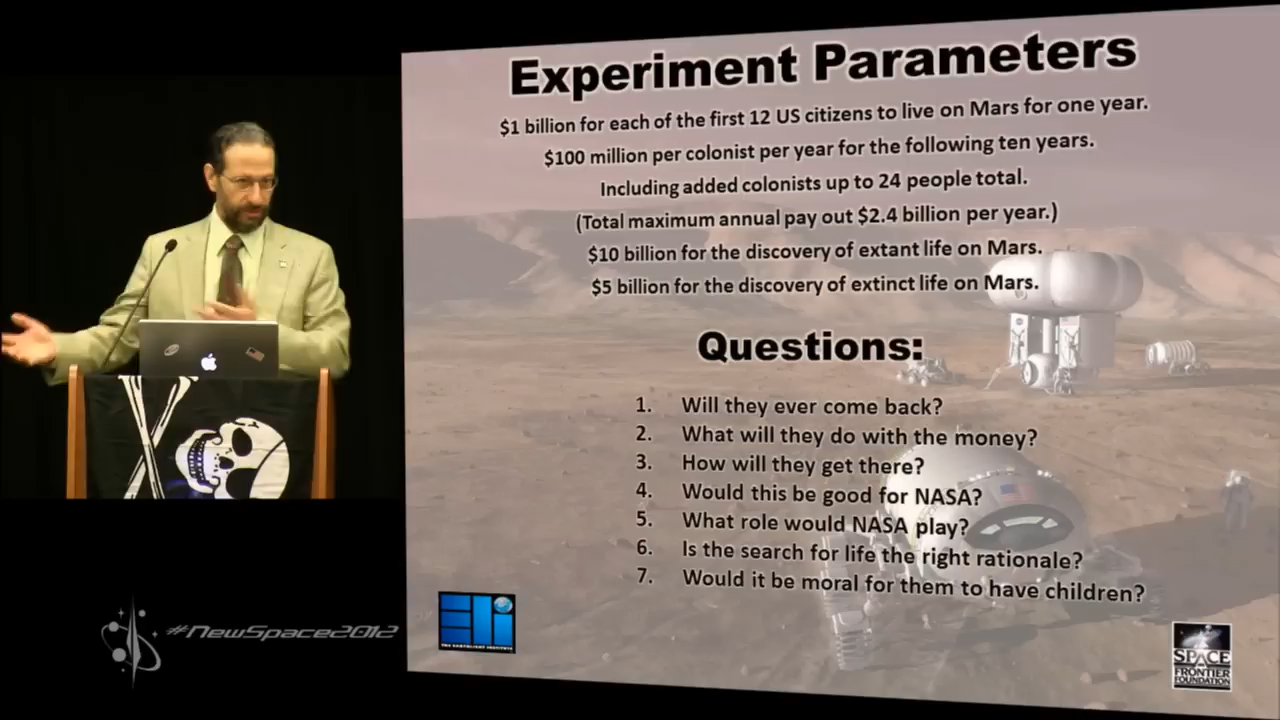 Experiment Parameters
$1 billion for each of the first 12 US citizens to live on Mars for one year.
$100 million per colonist per year for the following ten years.
Including added colonists up to 24 people total.
(Total maximum annual pay out $2.4 billion per year.)
$10 billion for the discovery of extant life on Mars.
$5 billion for the discovery of extinct life on Mars.
Questions:
1. Will they ever come back?
2. What will they do with the money?
3. How will they get there?
4. Would this be good for NASA?
5. What role would NASA play?
6. Is the search for life the right rationale?
7. Would it be moral for them to have children?
#NewSpace2012
ELI
THE EARTHLIGHT INSTITUTE
SPACE
FRONTIER
FOUNDATION